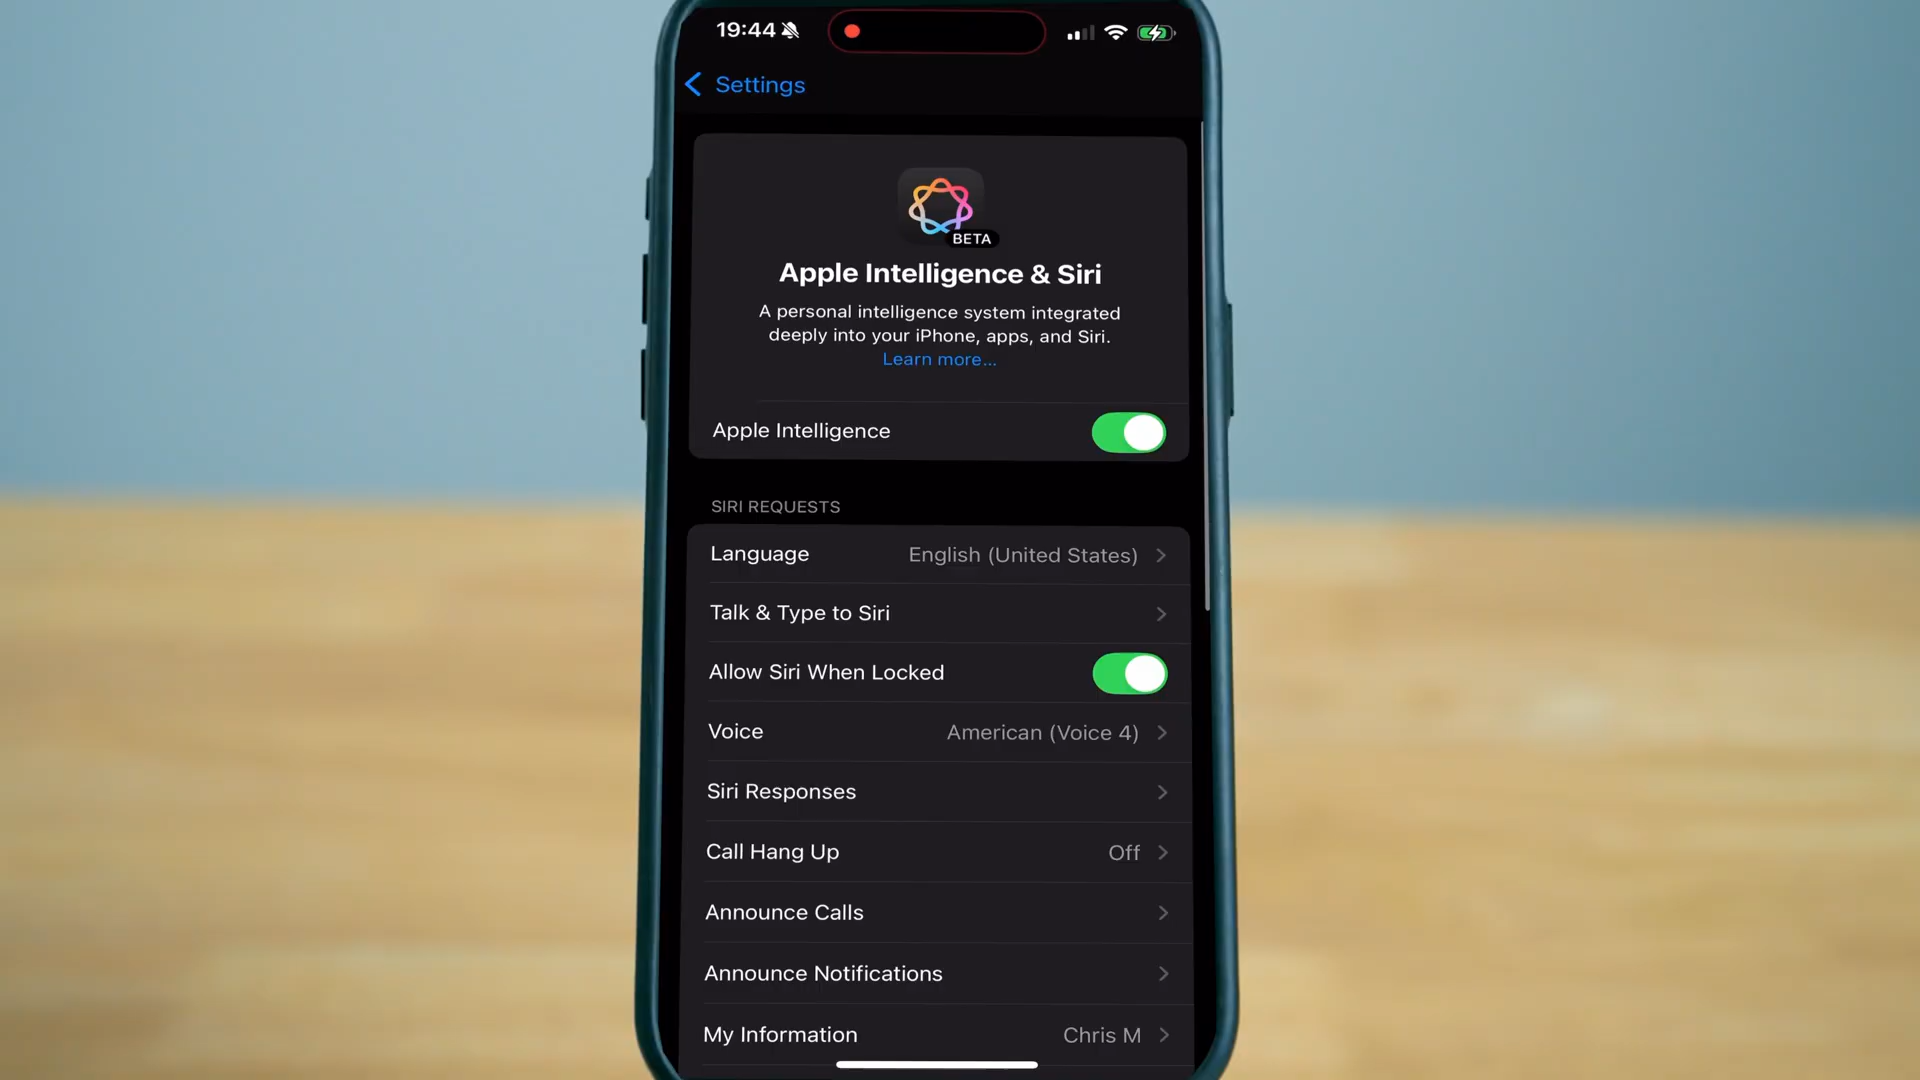 19:44
Settings
BETA
Apple Intelligence & Siri
A personal intelligence system integrated
deeply into your iPhone, apps, and Siri.
Learn more...
Apple Intelligence
SIRI REQUESTS
Language English (United States)
Talk & Type to Siri
Allow Siri When Locked
Voice American (Voice 4)
Siri Responses
Call Hang Up Off
Announce Calls
Announce Notifications
My Information Chris M